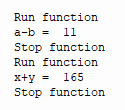 Run function
a-b =  11
Stop function
Run function
x+y =  165
Stop function